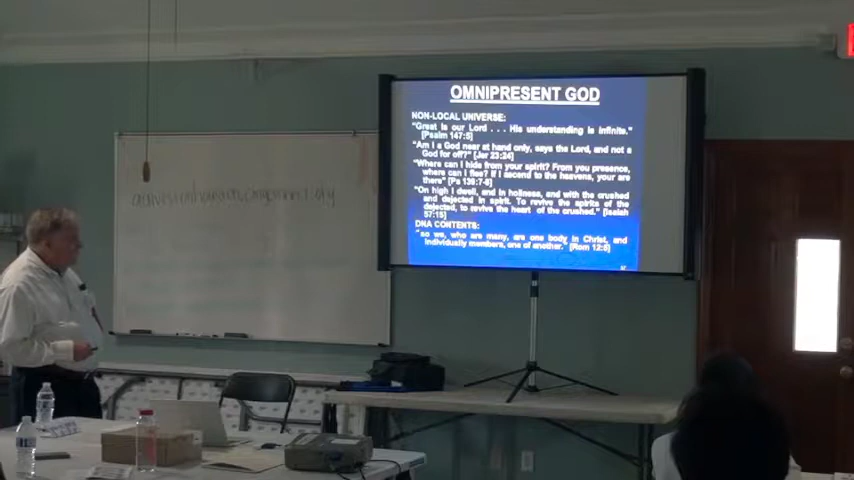 OMNIPRESENT GOD
NON-LOCAL UNIVERSE:
"Great is our Lord . . . His understanding is infinite."
[Psalm 147:5]
"Am I a God near at hand only, says the Lord, and not a
God for off?" [Jer 23:24]
"Where can I hide from your Spirit? From you presence,
where can I flee? If I ascend to the heavens, your are
there" [Ps 139:7-8]
"On high I dwell, and in holiness, and with the crushed
and dejected in spirit. To revive the spirits of the
dejected, to revive the heart of the crushed." [Isaiah
57:15]
DNA CONTENTS:
"so we, who are many, are one body in Christ, and
individually members, one of another." [Rom 12:5]